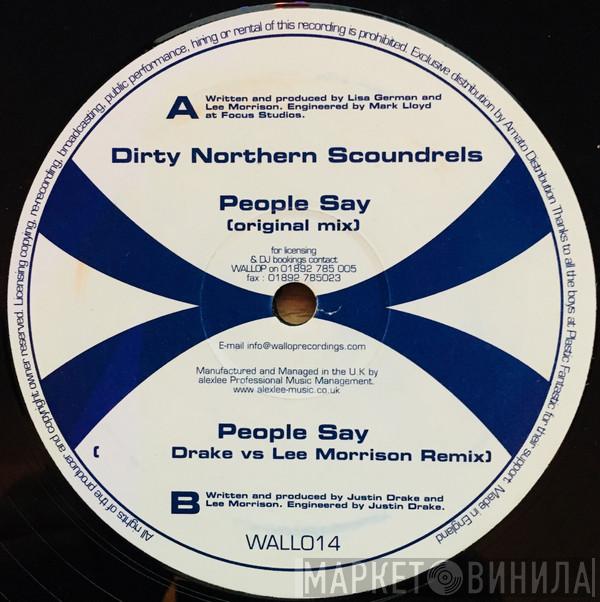 All rights of the producer and copyright owner reserved. Licensing copying, re-recording, broadcasting, public performance, hiring or rental of this recording is prohibited. Exclusive distribution by Amato Distribution Thanks to all the boys at Plastic Fantastic for their support. Made in England
A
Written and produced by Lisa German and
Lee Morrison. Engineered by Mark Lloyd
at Focus Studios.
Dirty Northern Scoundrels
People Say
(original mix)
for licensing
& DJ bookings contact
WALLOP on 01892 785 005
fax : 01892 785023
E-mail info@walloprecordings.com
Manufactured and Managed in the U.K by
alexlee Professional Music Management.
www.alexlee-music.co.uk
People Say
( Drake vs Lee Morrison Remix)
B
Written and produced by Justin Drake and
Lee Morrison. Engineered by Justin Drake.
WALL014
МАРКЕТ ВИНИЛА